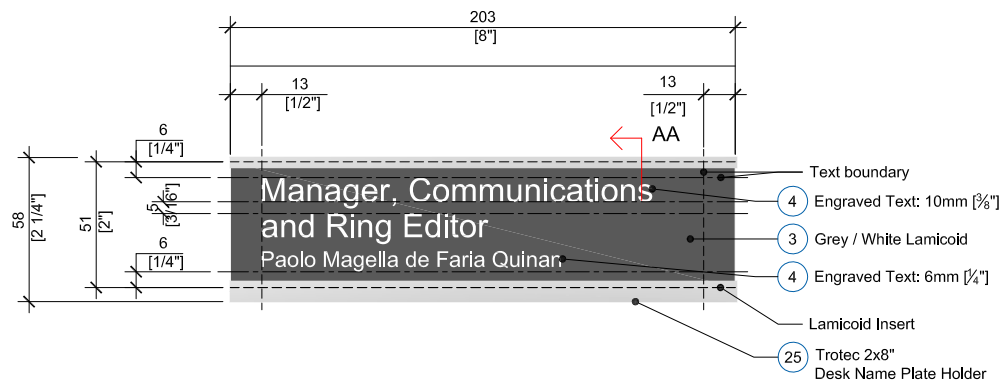 203
[8"]
13
[1/2"]
13
[1/2"]
AA
6
[1/4"]
58
[2 1/4"]
51
[2"]
5
[3/16"]
6
[1/4"]
Manager, Communications
and Ring Editor
Paolo Magella de Faria Quinan
Text boundary
4 Engraved Text: 10mm [⅜"]
3 Grey / White Lamicoid
4 Engraved Text: 6mm [¼"]
Lamicoid Insert
25 Trotec 2x8"
Desk Name Plate Holder